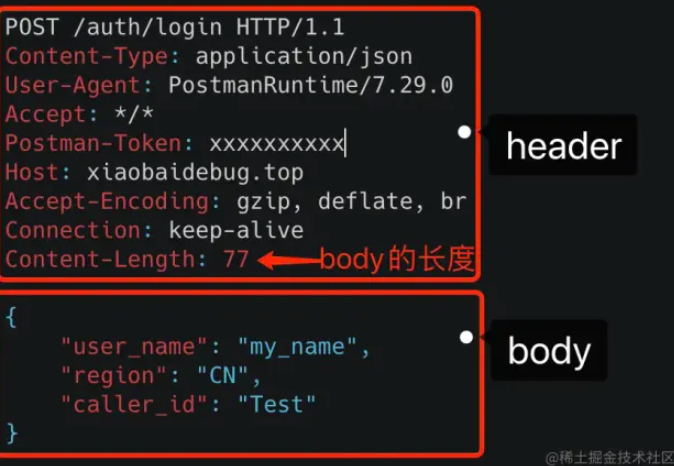 POST /auth/login HTTP/1.1
Content-Type: application/json
User-Agent: PostmanRuntime/7.29.0
Accept: */*
Postman-Token: xxxxxxxxxx
header
Host: xiaobaidebug.top
Accept-Encoding: gzip, deflate, br
Connection: keep-alive
Content-Length: 77 body的长度
{
"user_name": "my_name",
"region": "CN",
body
"caller_id": "Test"
}
@稀土掘金技术社区